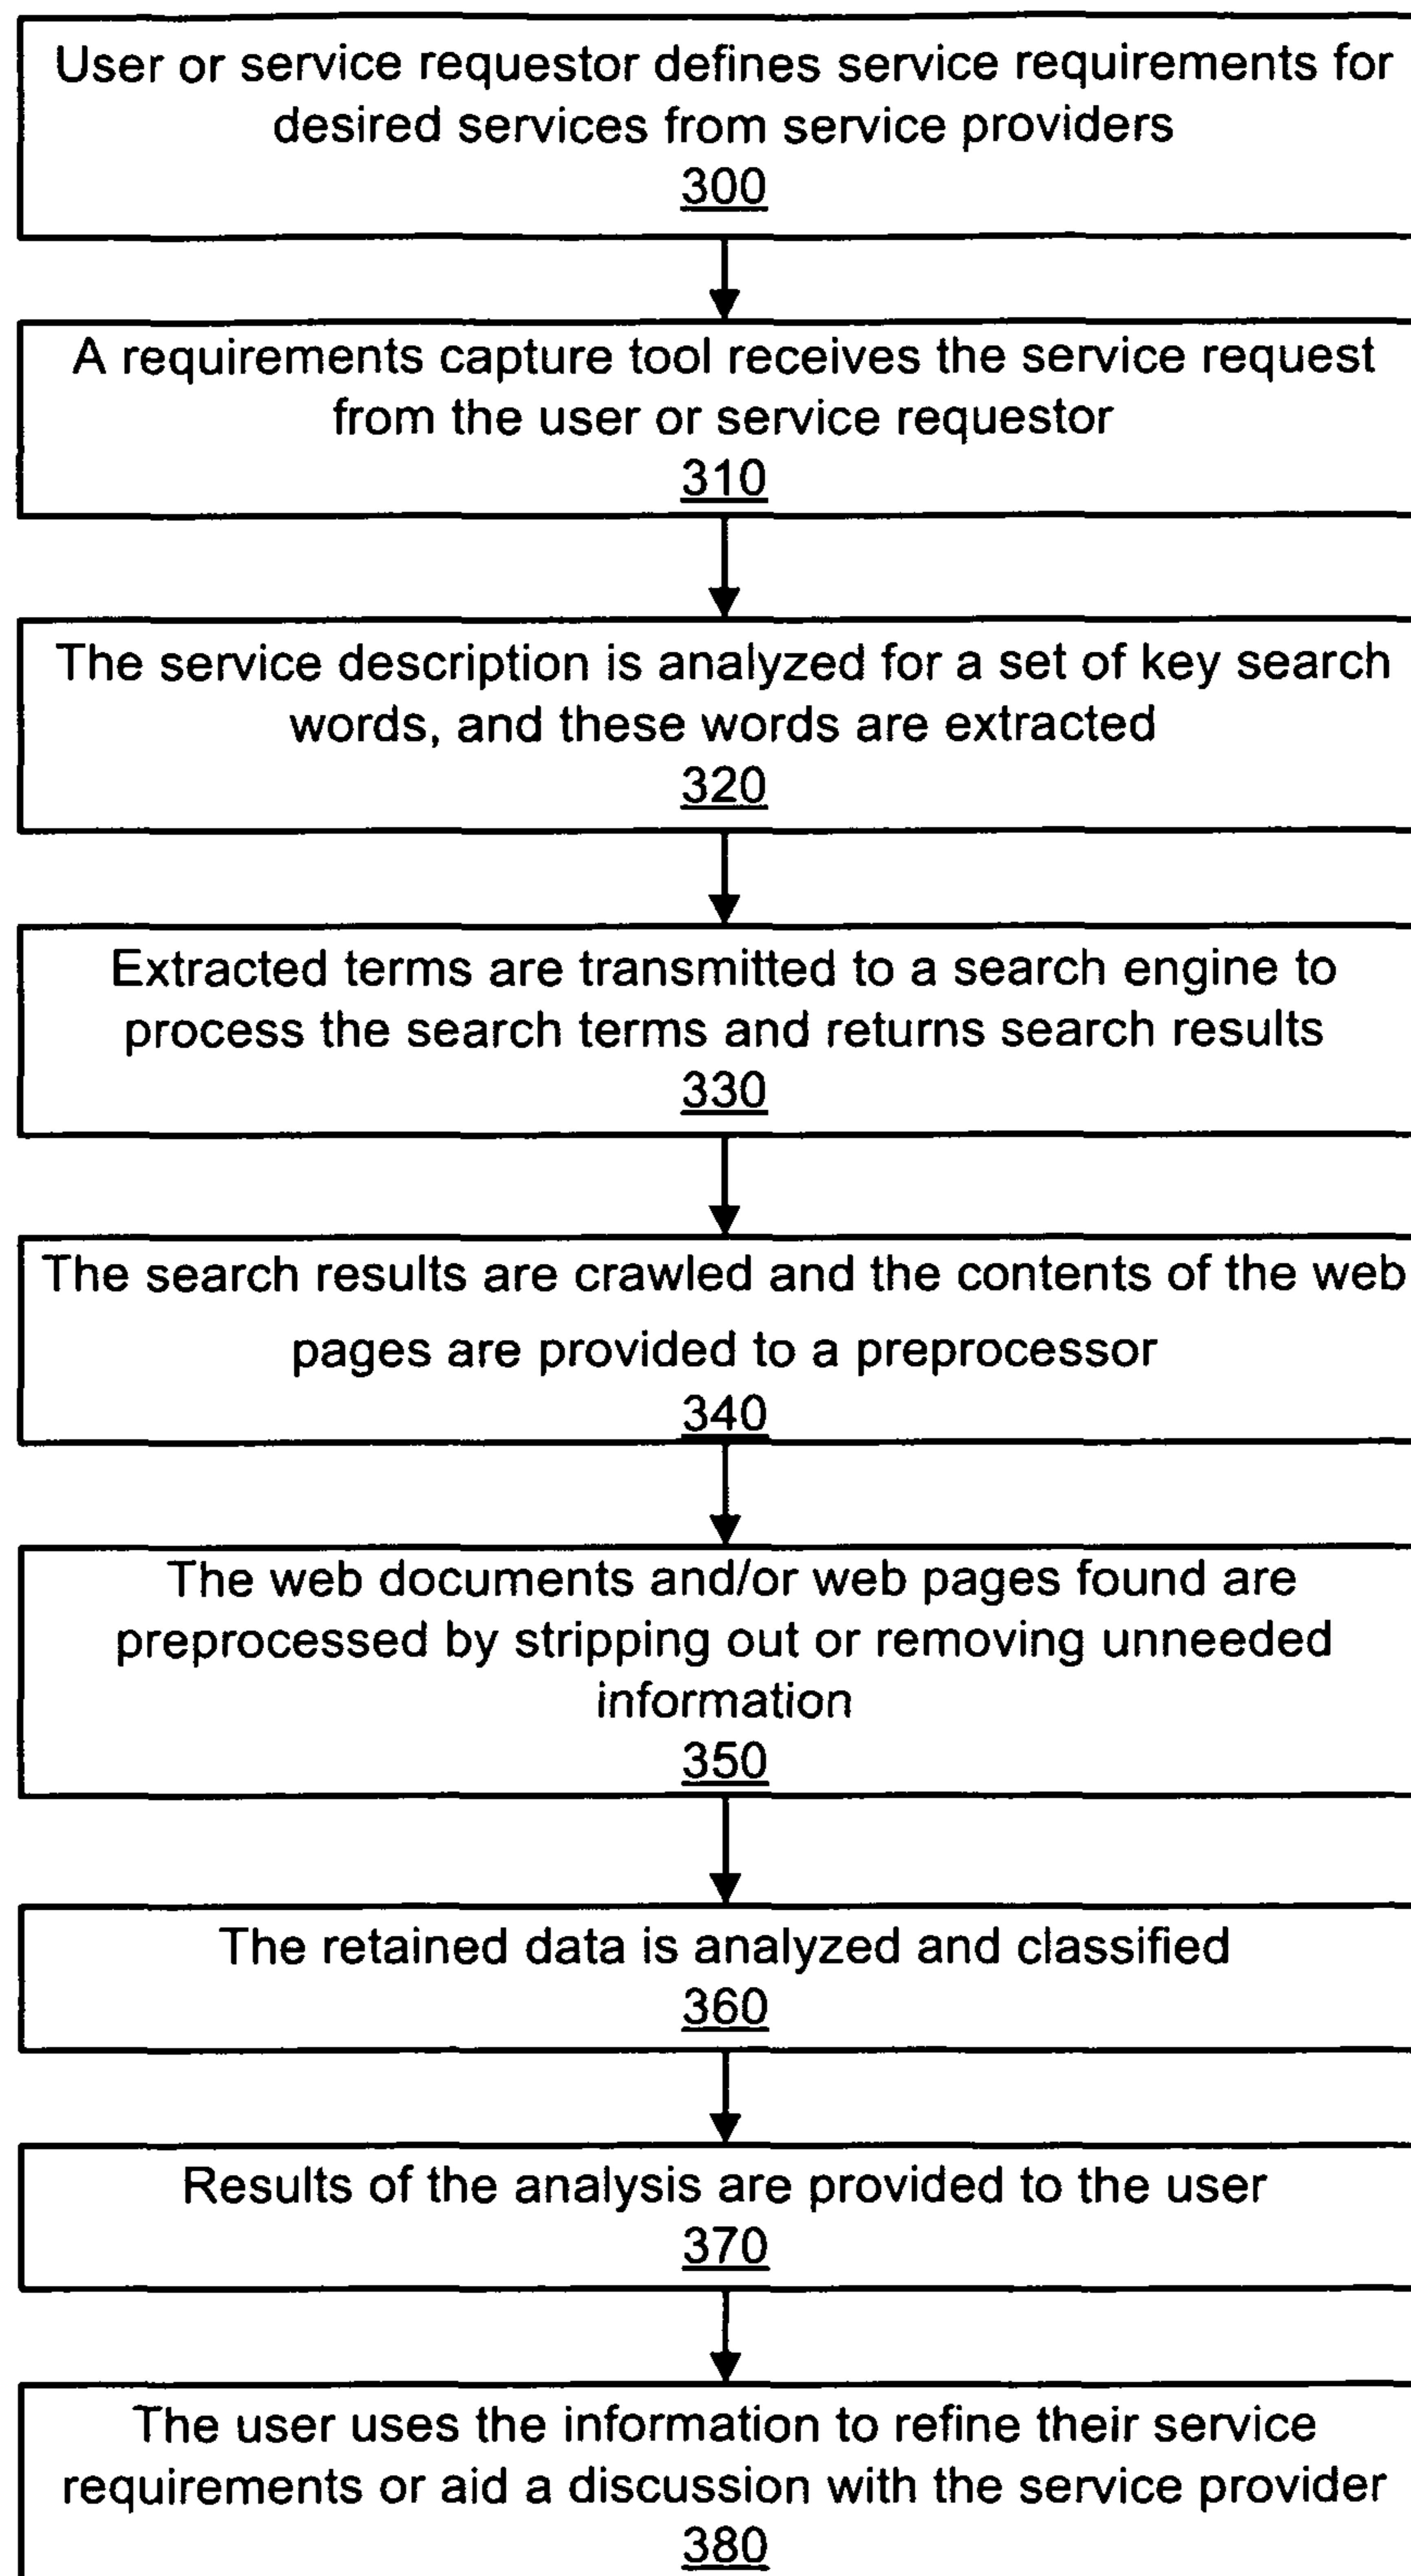 User or service requestor defines service requirements for
desired services from service providers
300
A requirements capture tool receives the service request
from the user or service requestor
310
The service description is analyzed for a set of key search
words, and these words are extracted
320
Extracted terms are transmitted to a search engine to
process the search terms and returns search results
330
The search results are crawled and the contents of the web
pages are provided to a preprocessor
340
The web documents and/or web pages found are
preprocessed by stripping out or removing unneeded
information
350
The retained data is analyzed and classified
360
Results of the analysis are provided to the user
370
The user uses the information to refine their service
requirements or aid a discussion with the service provider
380